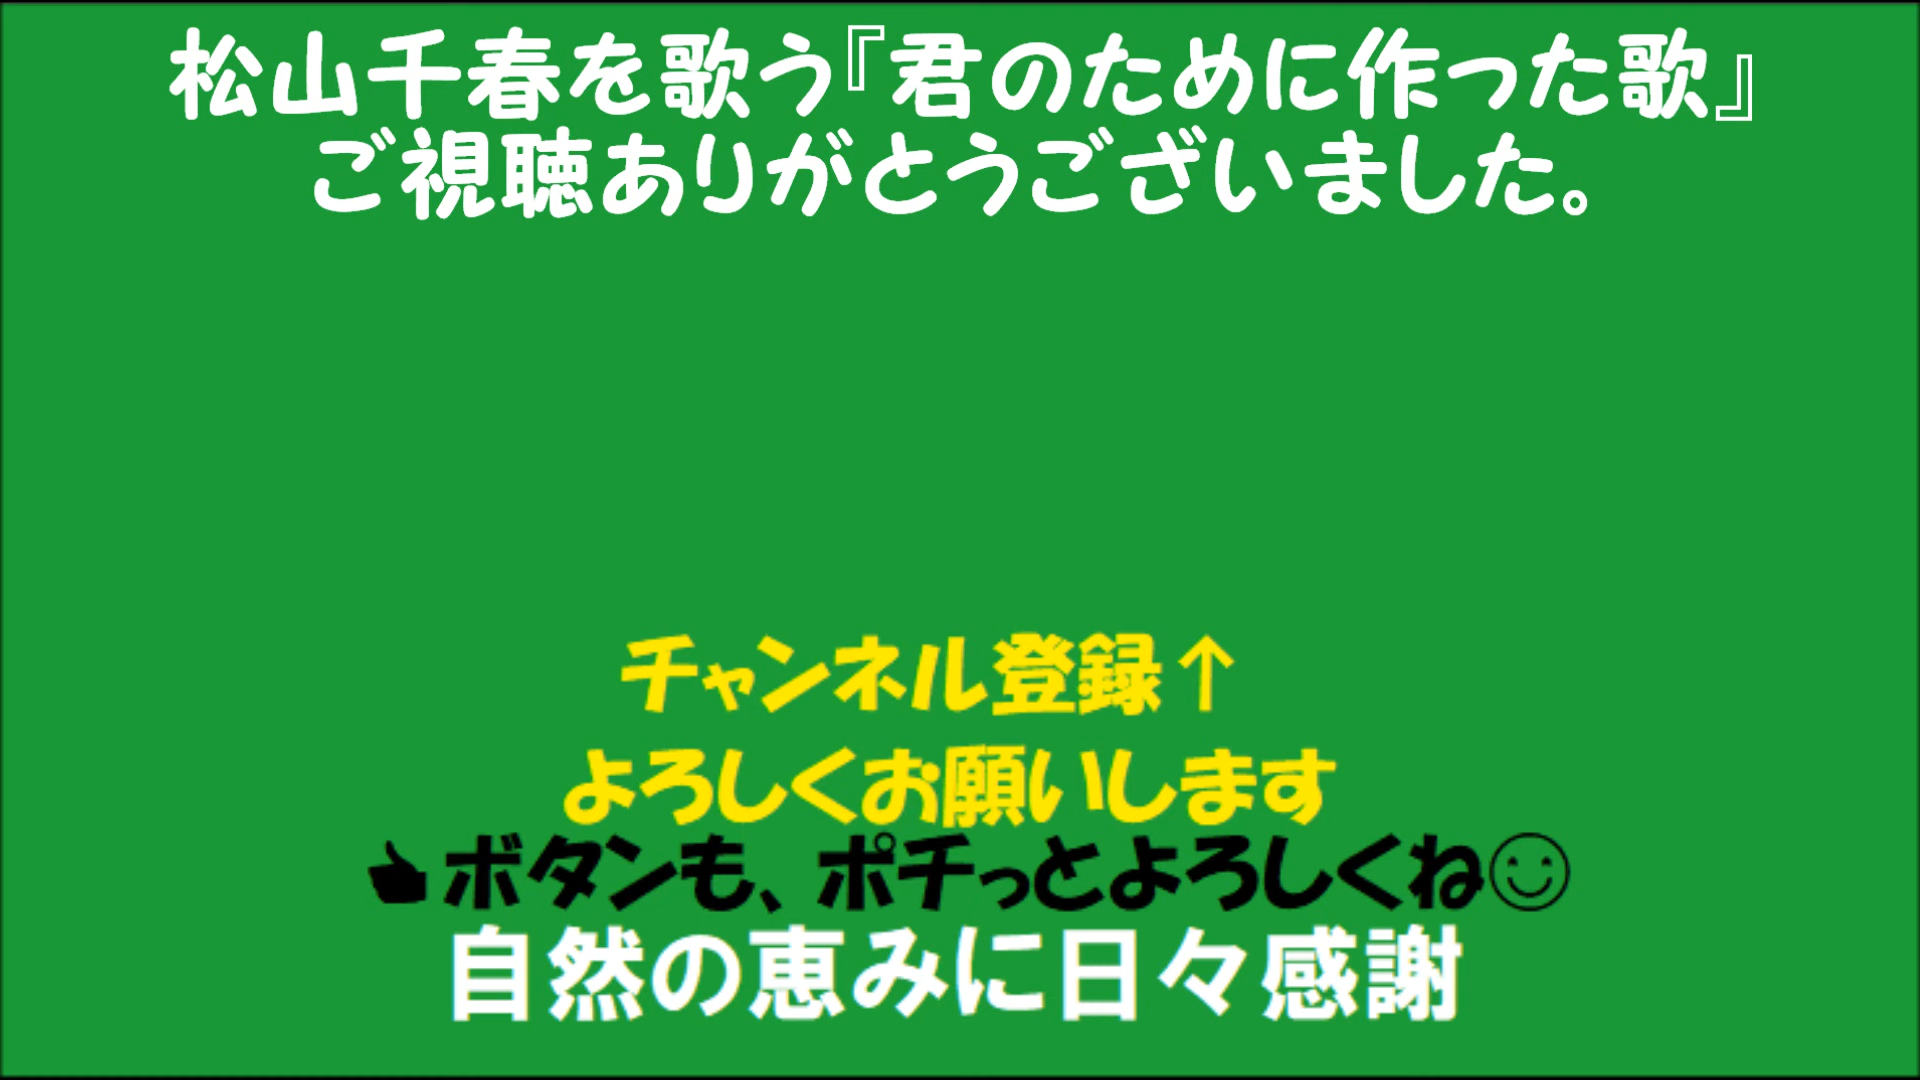 松山千春を歌う『君のために作った歌』
ご視聴ありがとうございました。
チャンネル登録↑
よろしくお願いします
👍ボタンも、ポチっとよろしくね☺
自然の恵みに日々感謝